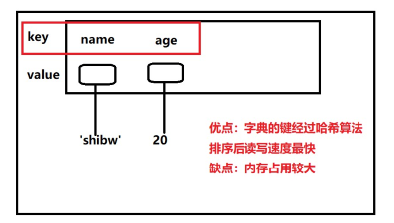 key name age
value
'shibw' 20
优点：字典的键经过哈希算法
排序后读写速度最快
缺点：内存占用较大